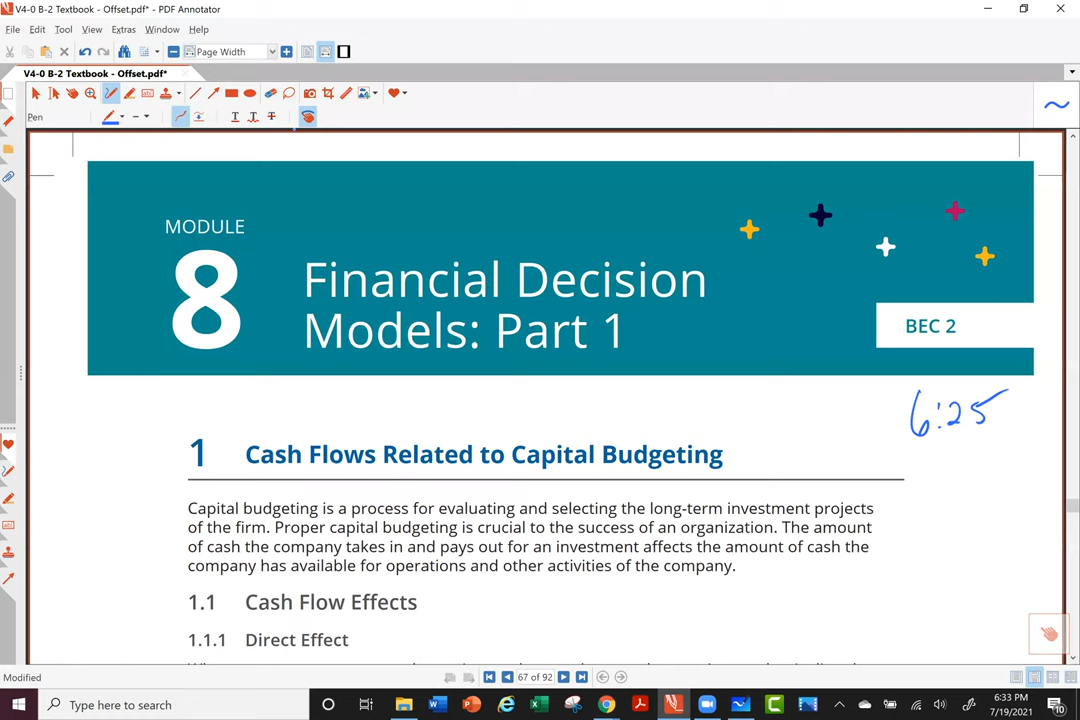 V4-0 B-2 Textbook - Offset.pdf* - PDF Annotator
File Edit Tool View Extras Window Help
Page Width
V4-0 B-2 Textbook - Offset.pdf*
Pen
MODULE
8
Financial Decision
Models: Part 1
BEC 2
6:25
1 Cash Flows Related to Capital Budgeting
Capital budgeting is a process for evaluating and selecting the long-term investment projects
of the firm. Proper capital budgeting is crucial to the success of an organization. The amount
of cash the company takes in and pays out for an investment affects the amount of cash the
company has available for operations and other activities of the company.
1.1 Cash Flow Effects
1.1.1 Direct Effect
Modified
67 of 92
Type here to search
6:33 PM
7/19/2021
10